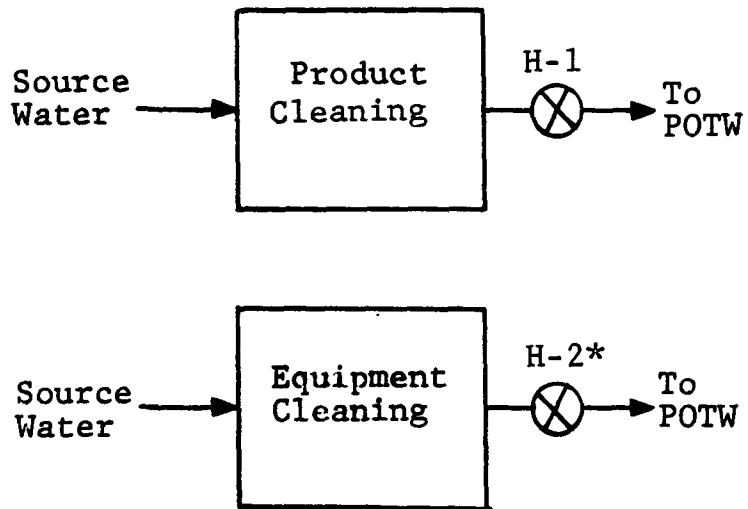 H-1
Source
Water
Product
Cleaning
To
POTW
H-2*
Source
Water
Equipment
Cleaning
To
POTW